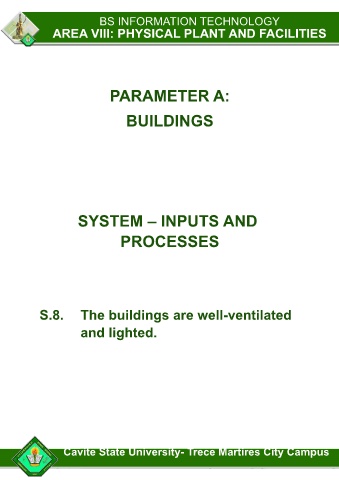 BS INFORMATION TECHNOLOGY
AREA VIII: PHYSICAL PLANT AND FACILITIES
PARAMETER A:
BUILDINGS
SYSTEM – INPUTS AND
PROCESSES
S.8. The buildings are well-ventilated
and lighted.
Cavite State University- Trece Martires City Campus